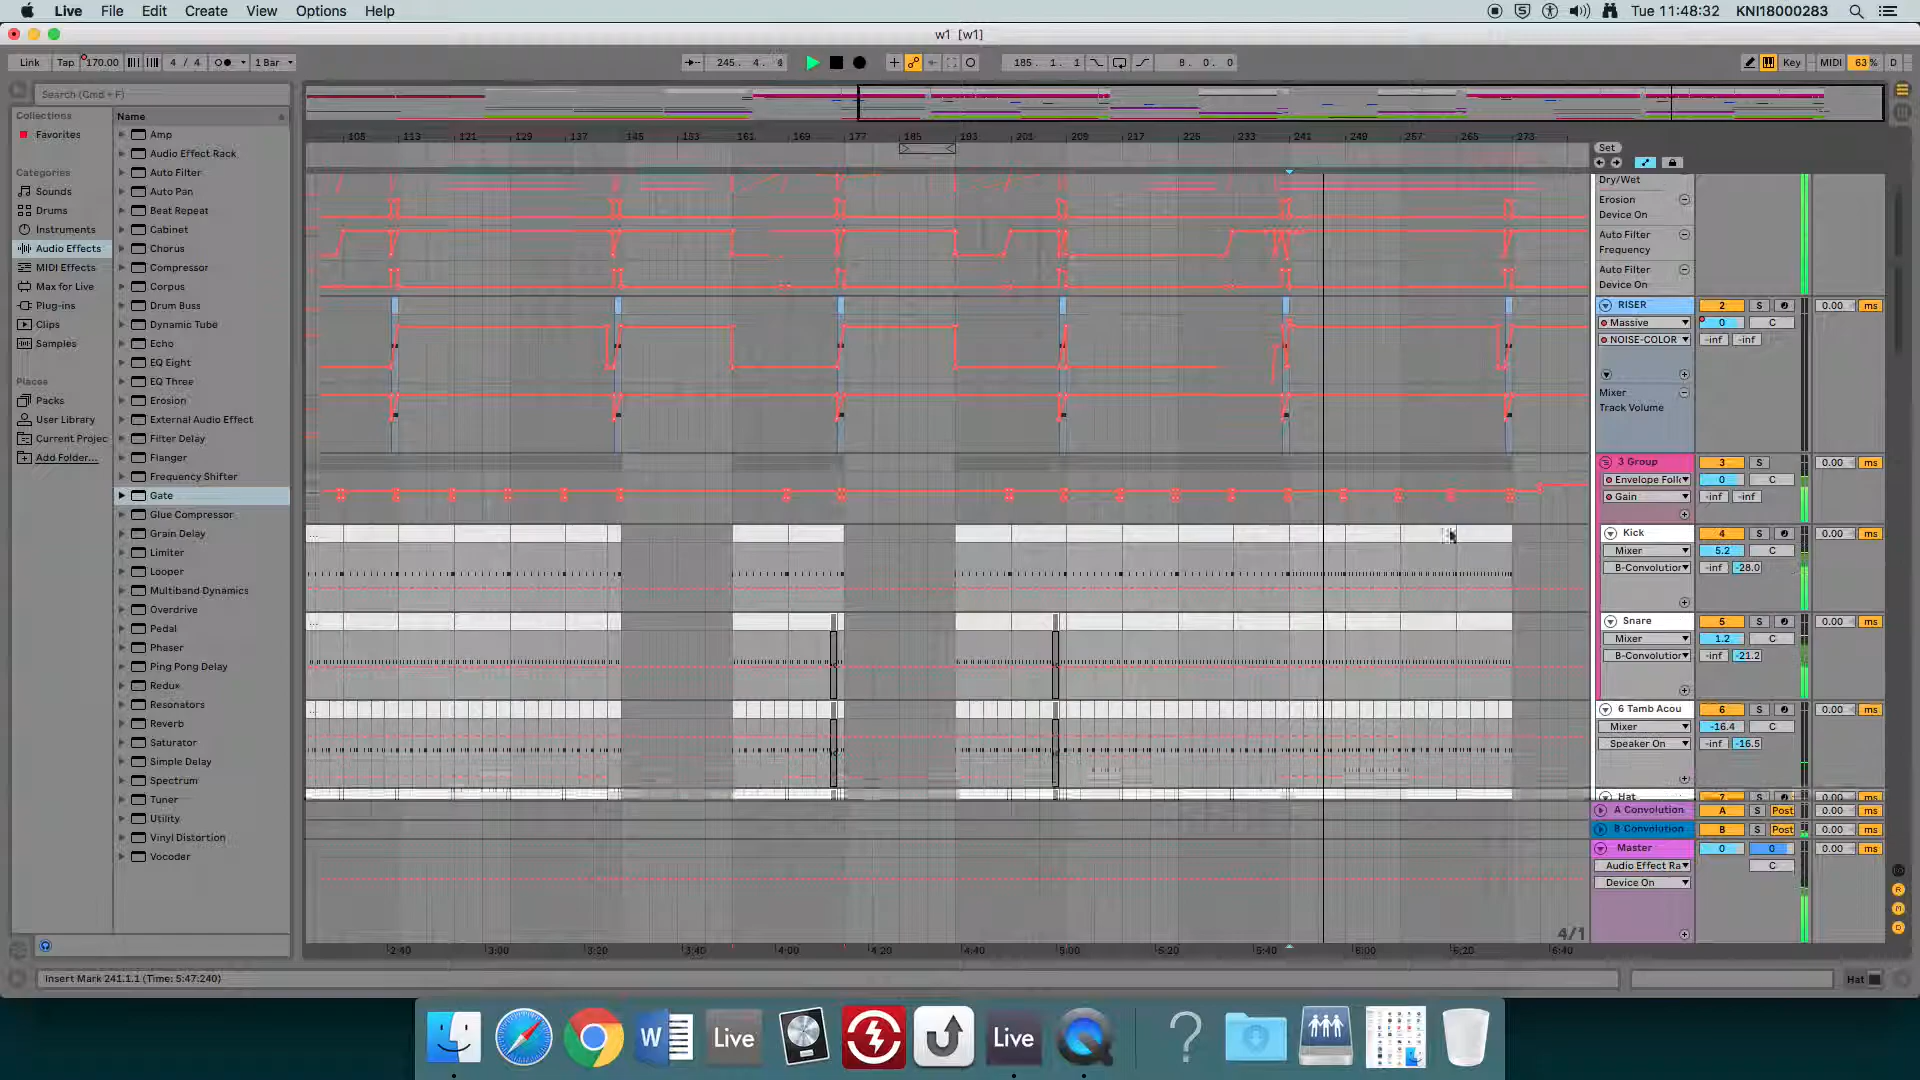 Live File Edit View Create Options Help Tue 11:48:32 KNI18000283
w1 [w1]
Link Tap 170.00 4 / 4 1 Bar 245. 4. 185. 1. 1 8. 0. 0 Key MIDI 63 % D
Search (Cmd + F)
Collections
Favorites
Categories
Sounds
Drums
Instruments
Audio Effects
MIDI Effects
Max for Live
Plug-ins
Clips
Samples
Places
Packs
User Library
Current Projec
Add Folder...
Name
Amp
Audio Effect Rack
Auto Filter
Auto Pan
Beat Repeat
Cabinet
Chorus
Compressor
Corpus
Drum Buss
Dynamic Tube
Echo
EQ Eight
EQ Three
Erosion
External Audio Effect
Filter Delay
Flanger
Frequency Shifter
Gate
Glue Compressor
Grain Delay
Limiter
Looper
Multiband Dynamics
Overdrive
Pedal
Phaser
Ping Pong Delay
Redux
Resonators
Reverb
Saturator
Simple Delay
Spectrum
Tuner
Utility
Vinyl Distortion
Vocoder
105 113 121 129 137 145 153 161 169 177 185 193 201 209 217 225 233 241 249 257 265 273
Set
Dry/Wet
Erosion
Device On
Auto Filter
Frequency
Auto Filter
Device On
RISER 2 S 0.00 ms
Massive 0 C
NOISE-COLOR -inf -inf
Mixer
Track Volume
3 Group 3 S 0.00 ms
Envelope Foll 0 C
Gain -inf -inf
Kick 4 S 0.00 ms
Mixer 5.2 C
B-Convolution -inf -28.0
Snare 5 S 0.00 ms
Mixer 1.2 C
B-Convolution -inf -21.2
6 Tamb Acou 6 S 0.00 ms
Mixer -16.4 C
Speaker On -inf -16.5
Hat 7 S 0.00 ms
A Convolution A S Post 0.00 ms
B Convolution B S Post 0.00 ms
Master 0 0 0.00 ms
Audio Effect Ra C
Device On
4/1
2:40 3:00 3:20 3:40 4:00 4:20 4:40 5:00 5:20 5:40 6:00 6:20 6:40
Insert Mark 241.1.1 (Time: 5:47:240)
Hat
W Live Live